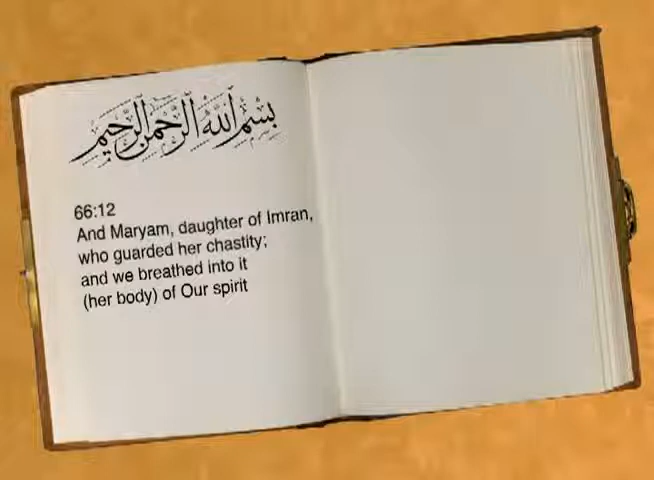 بسم الله الرحمن الرحيم
66:12
And Maryam, daughter of Imran,
who guarded her chastity;
and we breathed into it
(her body) of Our spirit